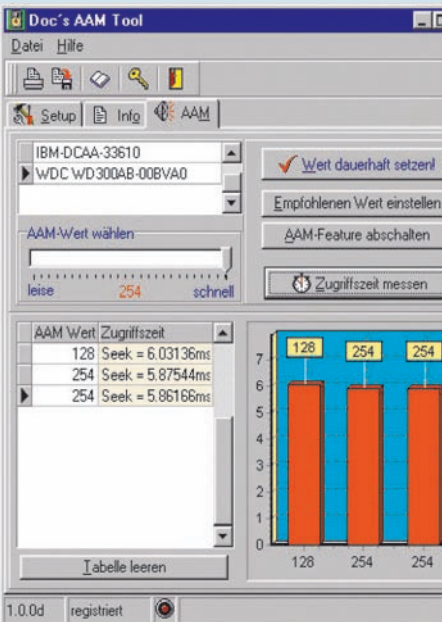 Doc's AAM Tool
Datei Hilfe
Setup Info AAM
IBM-DCAA-33610
WDC WD300AB-00BVA0
AAM-Wert wählen
leise 254 schnell
Wert dauerhaft setzen!
Empfohlenen Wert einstellen
AAM-Feature abschalten
Zugriffszeit messen
AAM Wert Zugriffszeit
128 Seek = 6.03136ms
254 Seek = 5.87544ms
254 Seek = 5.86166ms
Tabelle leeren
128 254 254
7
6
5
4
3
2
1
0
128 254 254
1.0.0d registriert